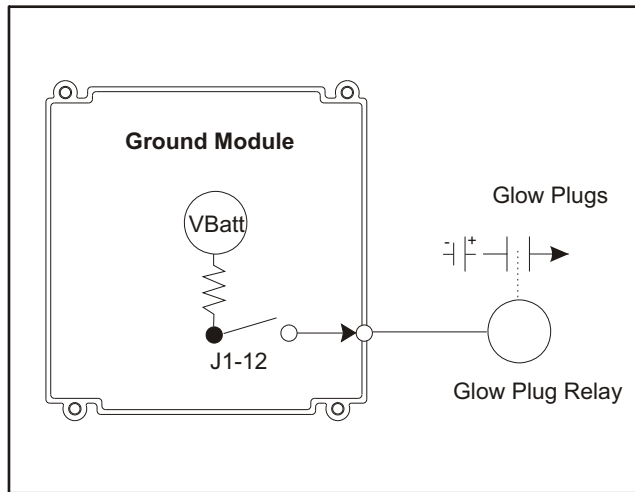 Ground Module
VBatt
J1-12
Glow Plugs
- +
Glow Plug Relay